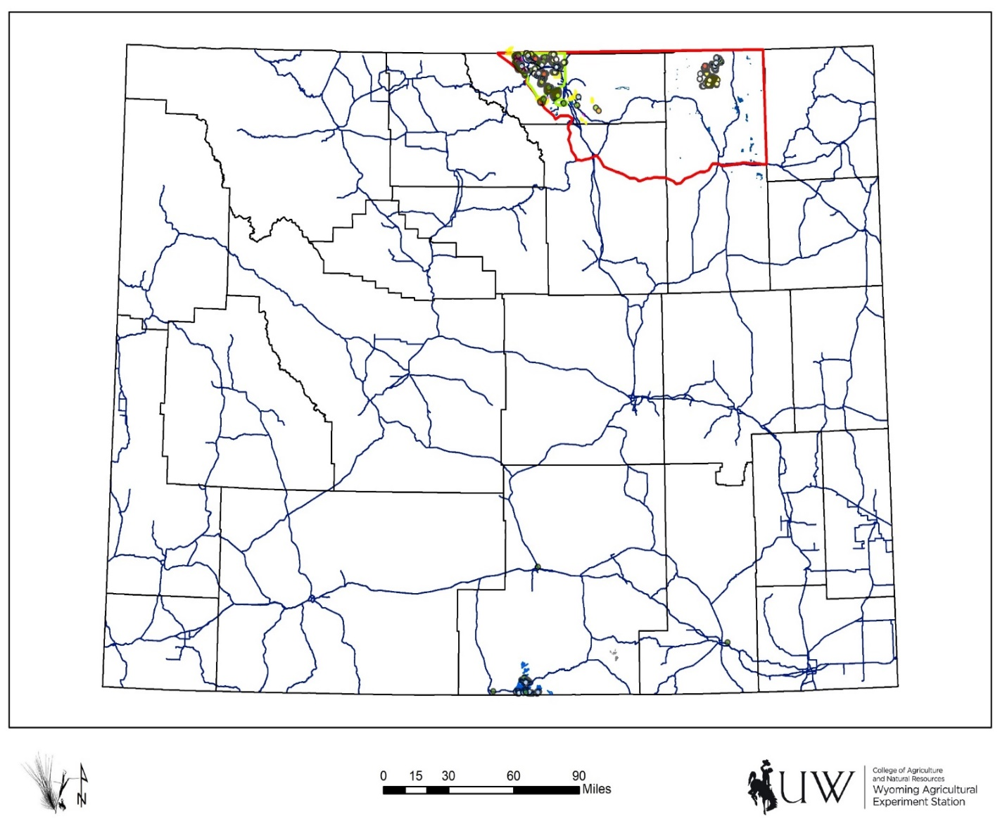 N
0 15 30 60 90
Miles
UW
College of Agriculture
and Natural Resources
Wyoming Agricultural
Experiment Station